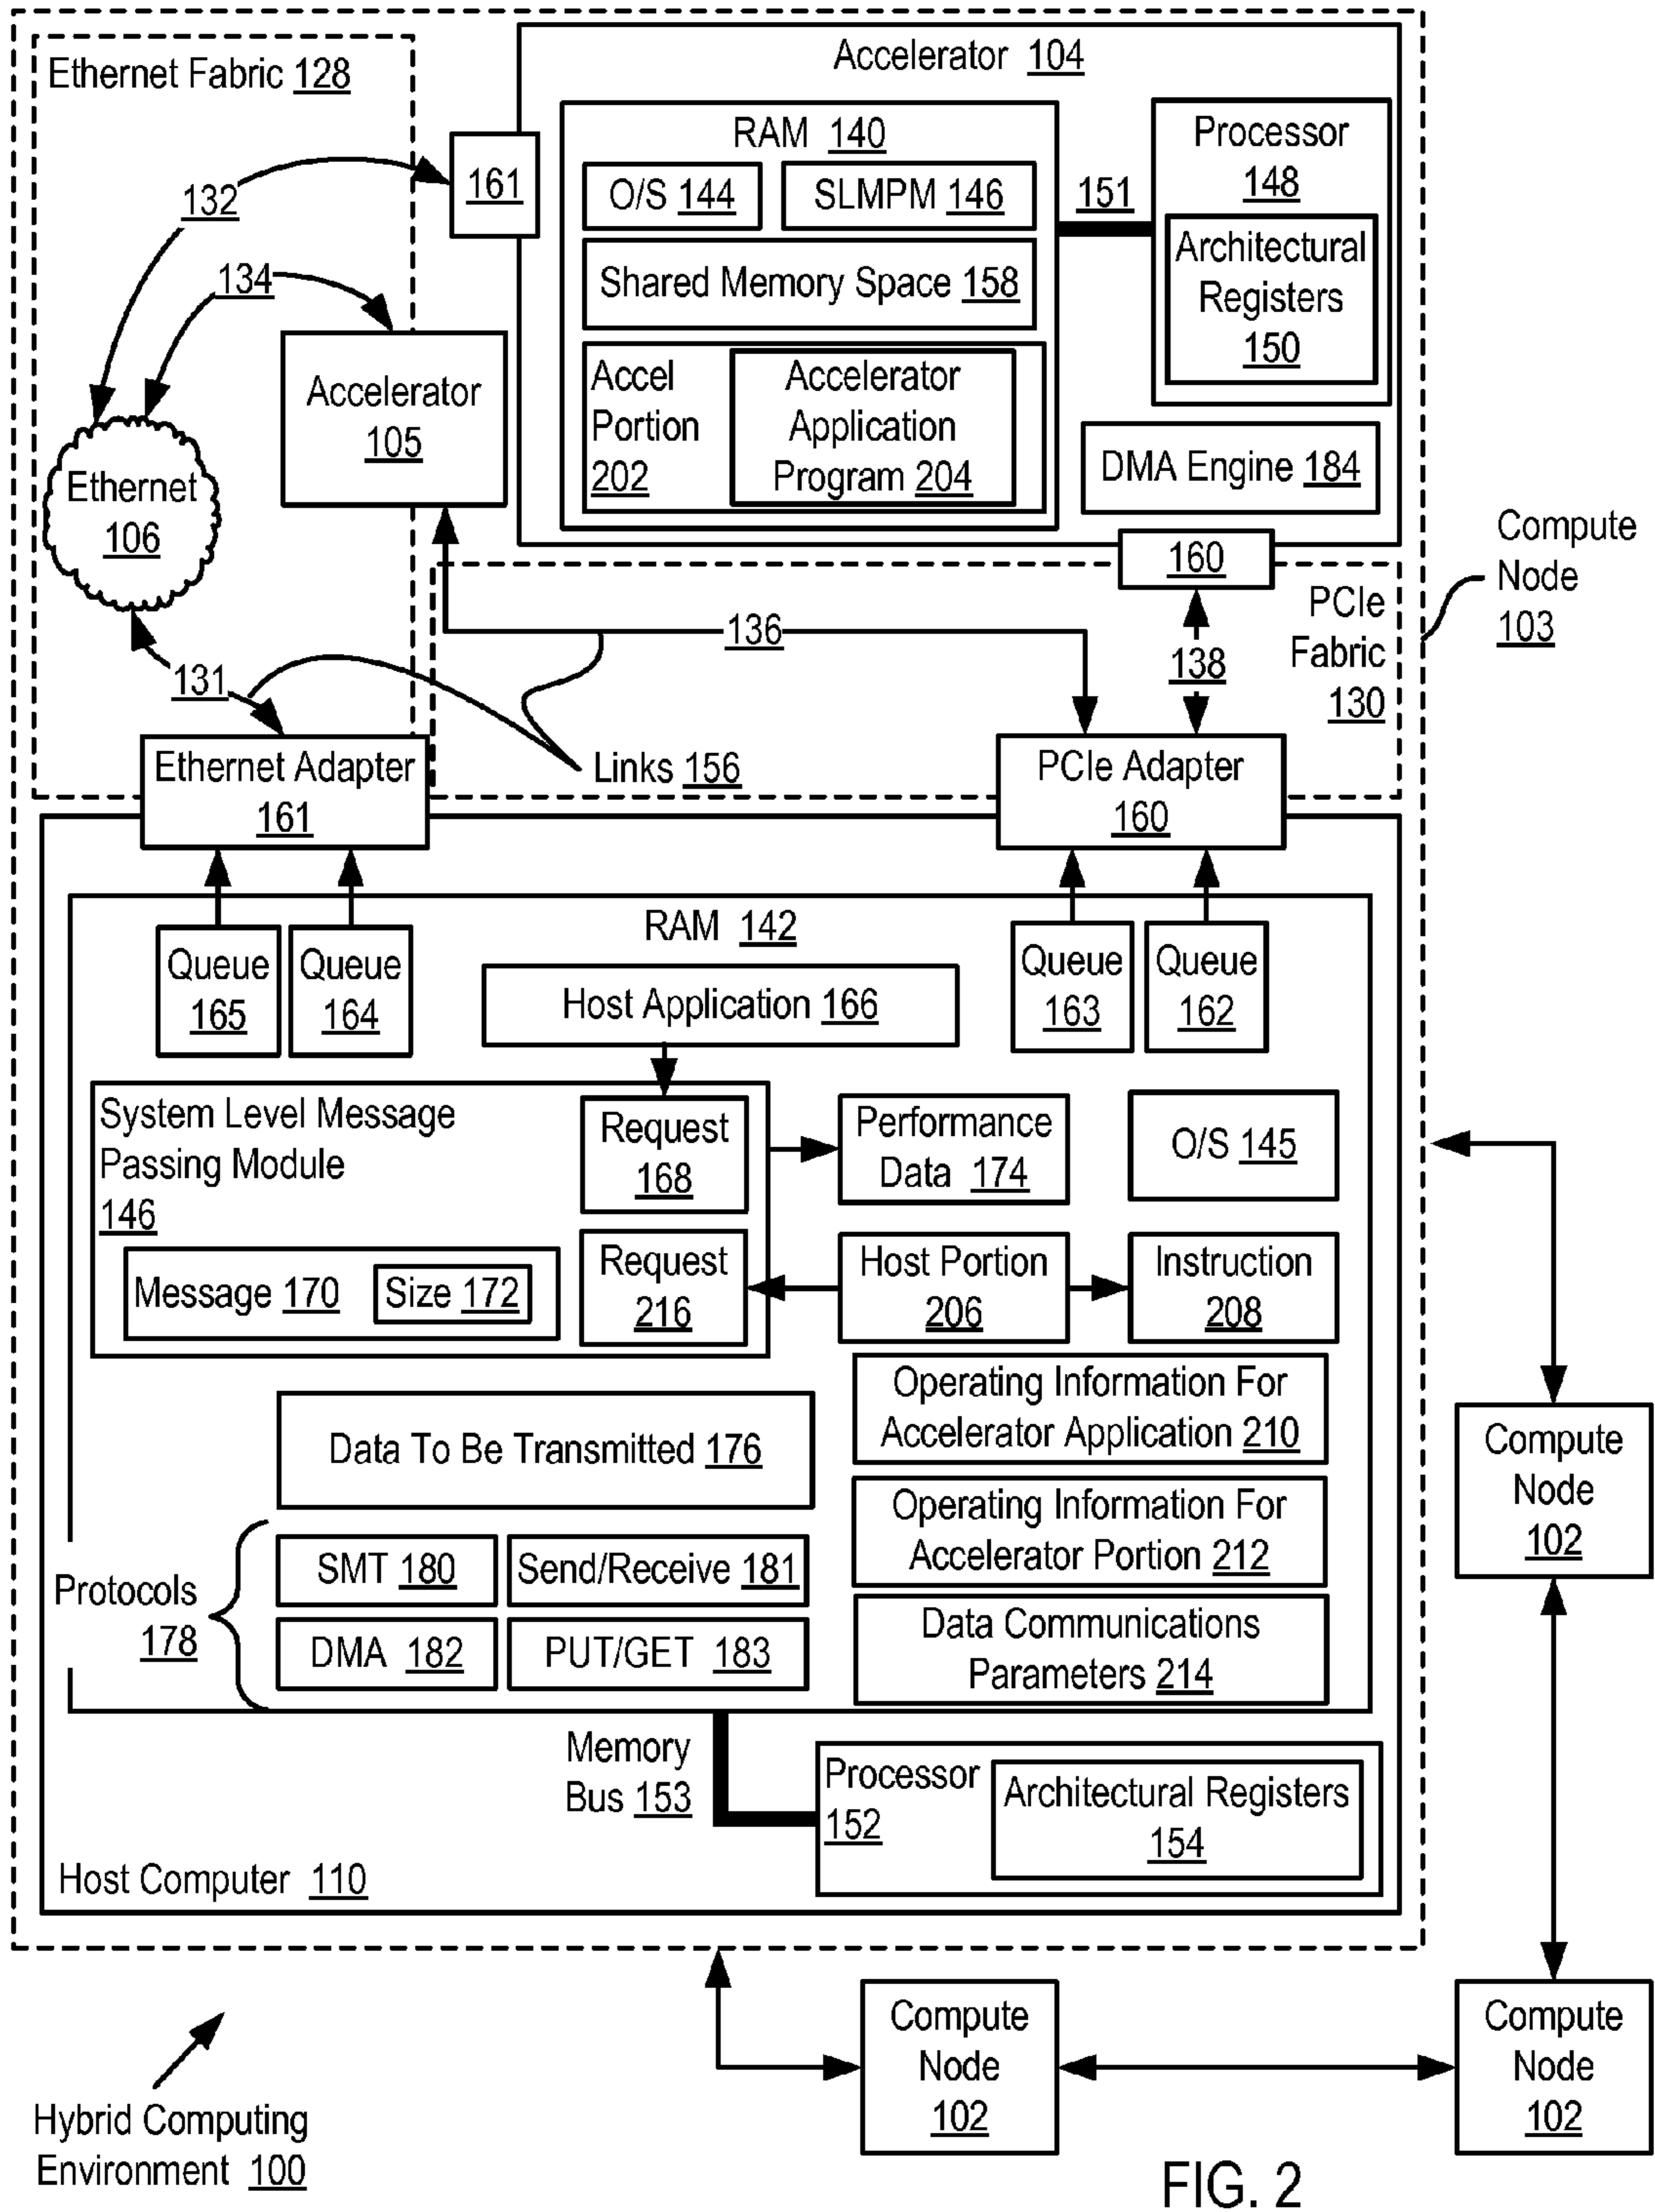 Ethernet Fabric 128
Accelerator 104
RAM 140
O/S 144
SLMPM 146
Shared Memory Space 158
Accel
Portion
202
Accelerator
Application
Program 204
151
Processor
148
Architectural
Registers
150
DMA Engine 184
161
132
134
Accelerator
105
Ethernet
106
160
Compute
Node
103
PCIe
Fabric
130
136
138
131
Links 156
Ethernet Adapter
161
PCIe Adapter
160
RAM 142
Queue
165
Queue
164
Host Application 166
Queue
163
Queue
162
System Level Message
Passing Module
146
Request
168
Performance
Data 174
O/S 145
Message 170
Size 172
Request
216
Host Portion
206
Instruction
208
Operating Information For
Accelerator Application 210
Data To Be Transmitted 176
Operating Information For
Accelerator Portion 212
Protocols
178
SMT 180
Send/Receive 181
DMA 182
PUT/GET 183
Data Communications
Parameters 214
Memory
Bus 153
Processor
152
Architectural Registers
154
Host Computer 110
Compute
Node
102
Compute
Node
102
Compute
Node
102
Hybrid Computing
Environment 100
FIG. 2